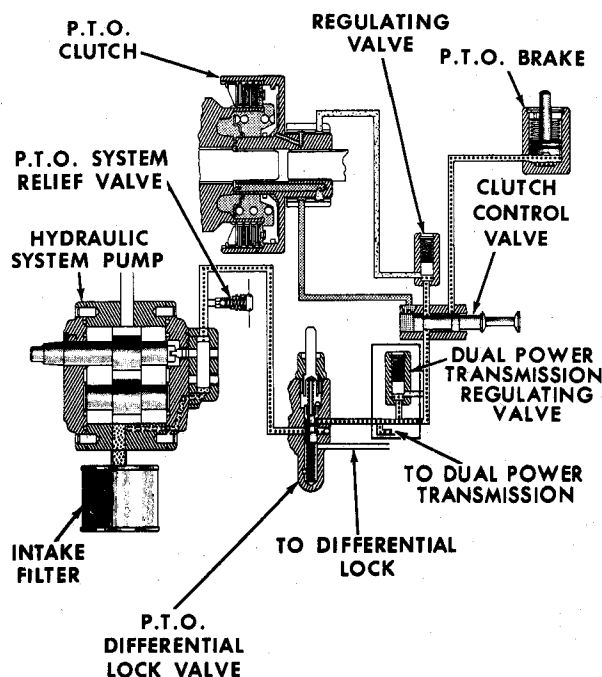 P.T.O.
CLUTCH
REGULATING
VALVE
P.T.O. BRAKE
P.T.O. SYSTEM
RELIEF VALVE
CLUTCH
CONTROL
VALVE
HYDRAULIC
SYSTEM PUMP
DUAL POWER
TRANSMISSION
REGULATING
VALVE
TO DUAL POWER
TRANSMISSION
TO DIFFERENTIAL
LOCK
INTAKE
FILTER
P.T.O.
DIFFERENTIAL
LOCK VALVE